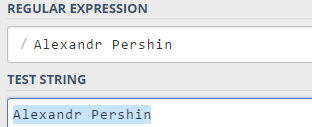 REGULAR EXPRESSION
/ Alexandr Pershin
TEST STRING
Alexandr Pershin